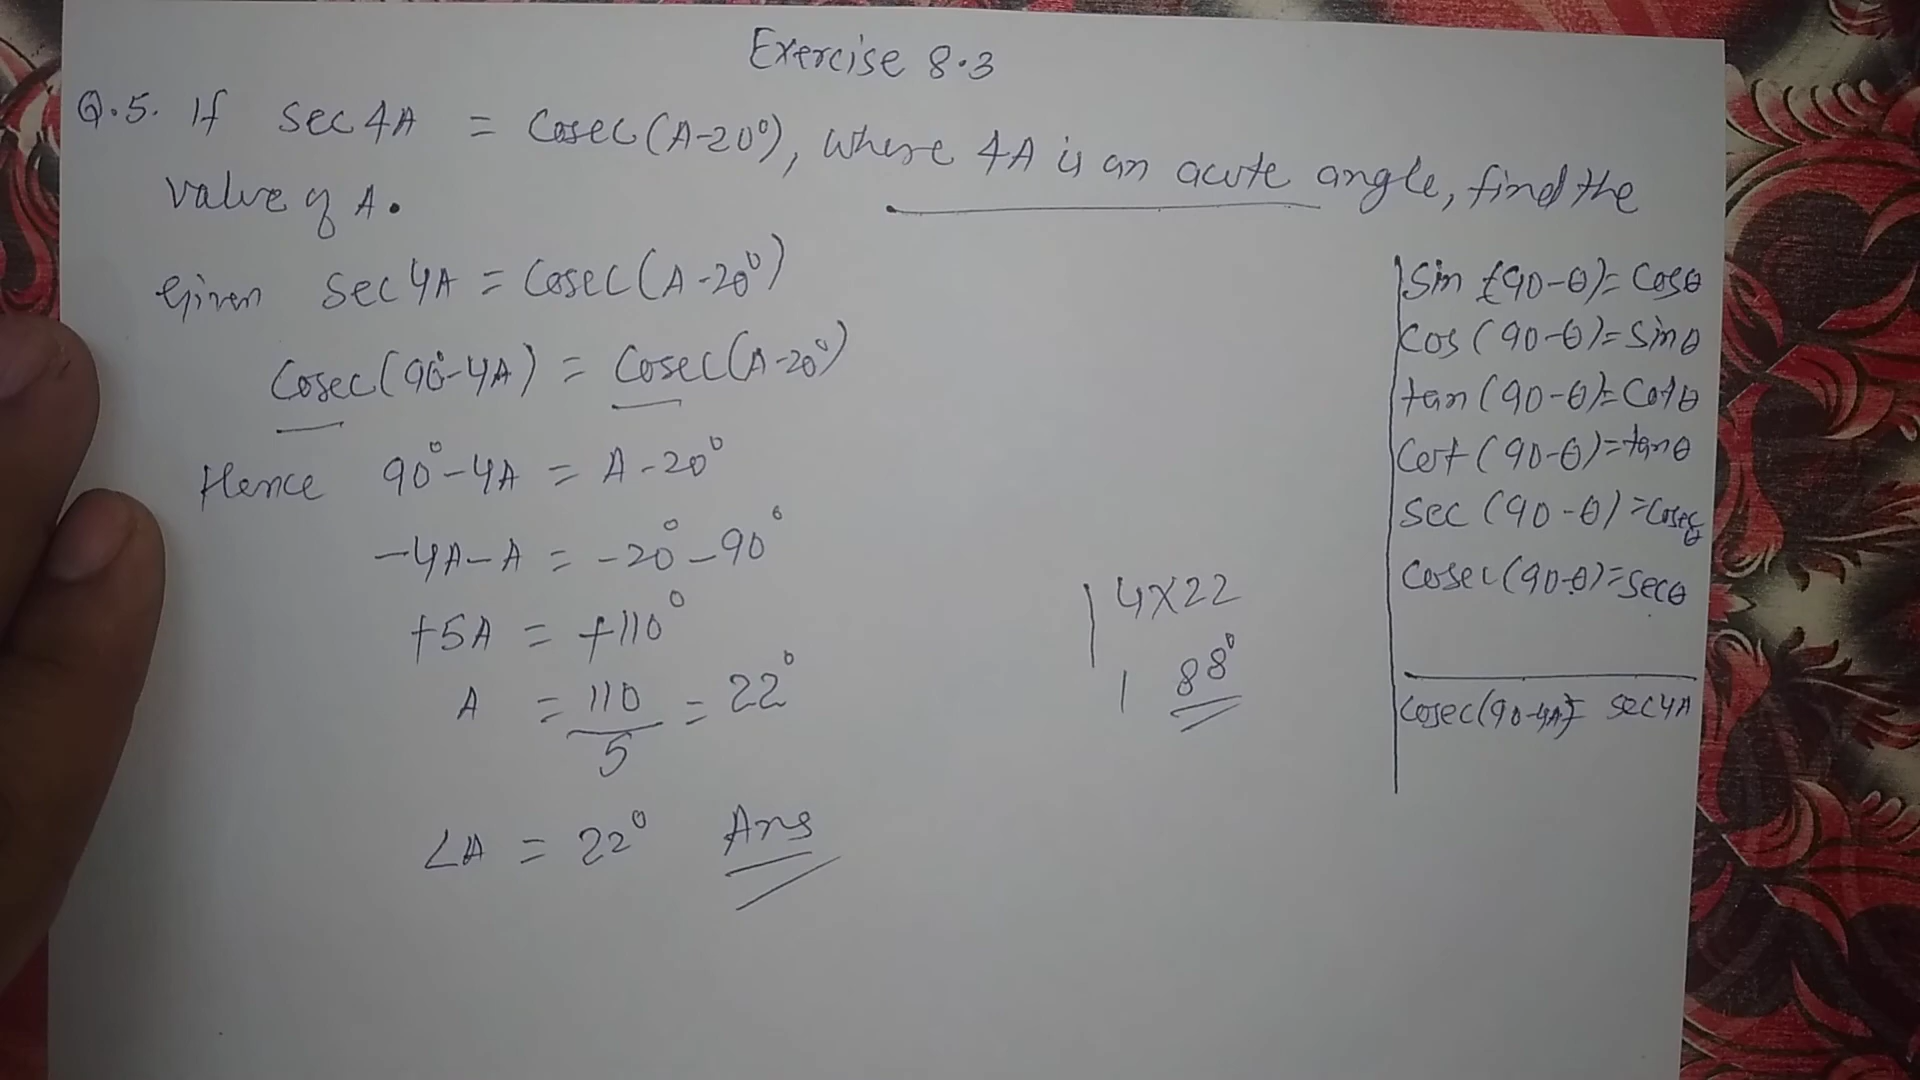 Exercise 8.3
Q.5. If sec 4A = Cosec (A-20°), where 4A is an acute angle, find the
value of A.
Given Sec 4A = Cosec (A-20°)
Cosec (90°-4A) = Cosec (A-20°)
Hence 90°-4A = A-20°
-4A-A = -20°-90°
+5A = +110°
A = 110/5 = 22°
∠A = 22° Ans
4×22
88°
Sin (90-θ) = Cosθ
Cos (90-θ) = Sinθ
tan (90-θ) = Cotθ
Cot (90-θ) = tanθ
Sec (90-θ) = Cosecθ
Cosec (90-θ) = Secθ
Cosec (90-4A) = Sec 4A